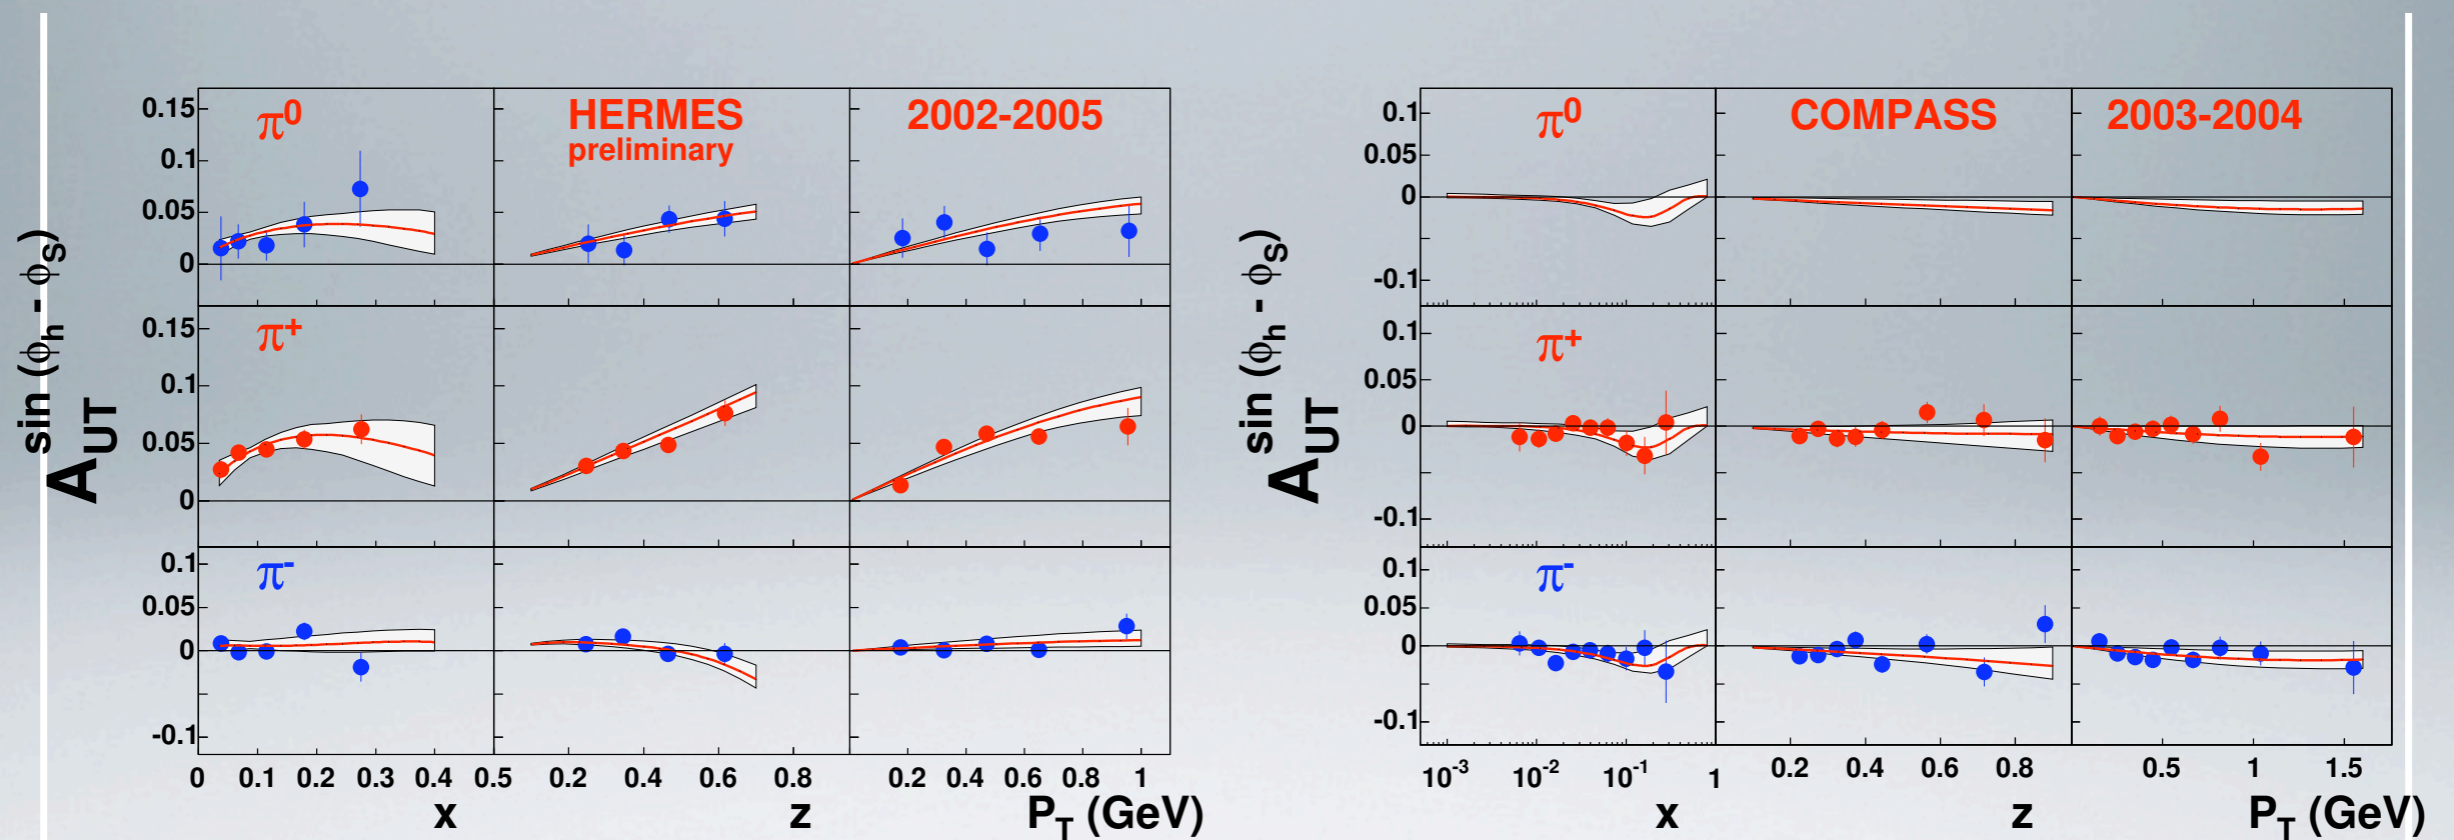 π0 HERMES 2002-2005
preliminary
0.15
0.1
0.05
0
π+
0.15
0.1
0.05
0
π-
0.1
0.05
0
-0.1
A UT sin (ϕh - ϕS)
0 0.1 0.2 0.3 0.4 0.5 0.2 0.4 0.6 0.8 0.2 0.4 0.6 0.8 1
x z PT (GeV)
π0 COMPASS 2003-2004
0.1
0.05
0
-0.1
π+
0.1
0.05
0
-0.1
π-
0.1
0.05
0
-0.1
A UT sin (ϕh - ϕS)
10-3 10-2 10-1 1 0.2 0.4 0.6 0.8 0.5 1 1.5
x z PT (GeV)